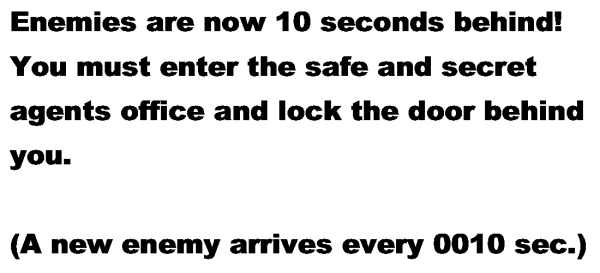 Enemies are now 10 seconds behind!
You must enter the safe and secret
agents office and lock the door behind
you.
(A new enemy arrives every 0010 sec.)